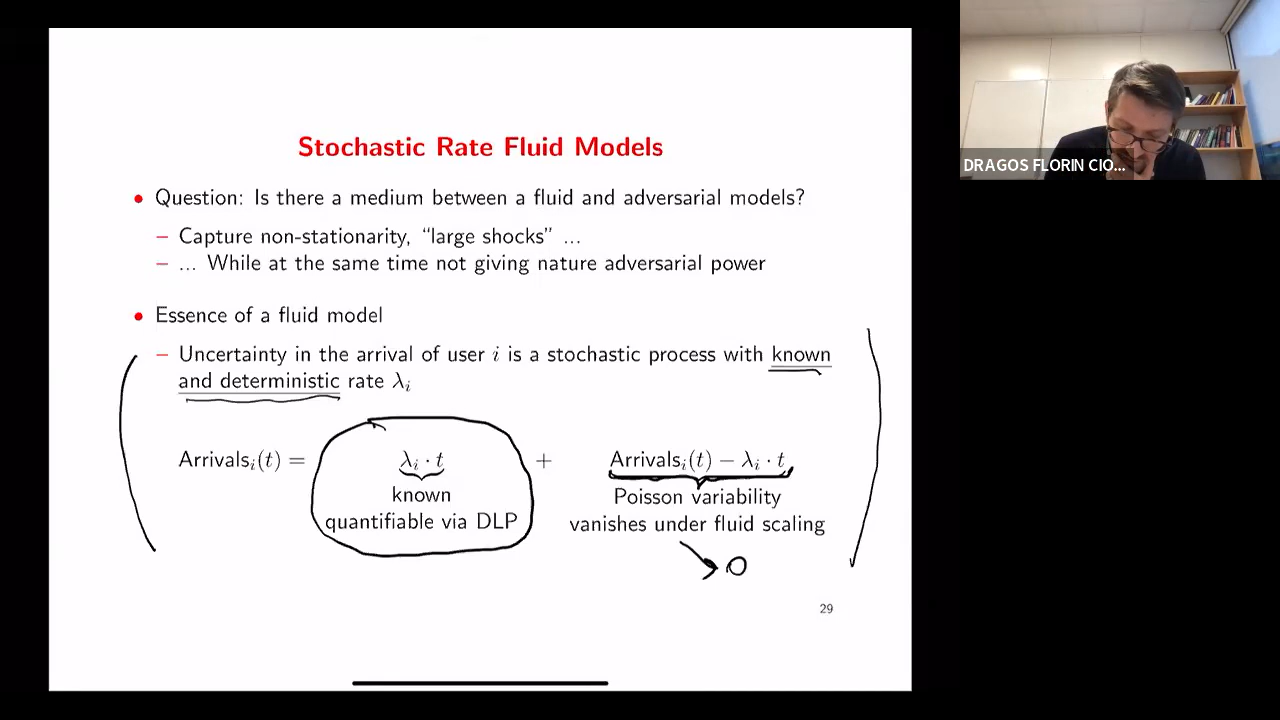 Stochastic Rate Fluid Models
• Question: Is there a medium between a fluid and adversarial models?
– Capture non-stationarity, “large shocks” ...
– ... While at the same time not giving nature adversarial power
• Essence of a fluid model
– Uncertainty in the arrival of user i is a stochastic process with known
and deterministic rate λᵢ
Arrivalsᵢ(t) = λᵢ · t + Arrivalsᵢ(t) − λᵢ · t
known Poisson variability
quantifiable via DLP vanishes under fluid scaling
→ 0
29
DRAGOS FLORIN CIO...